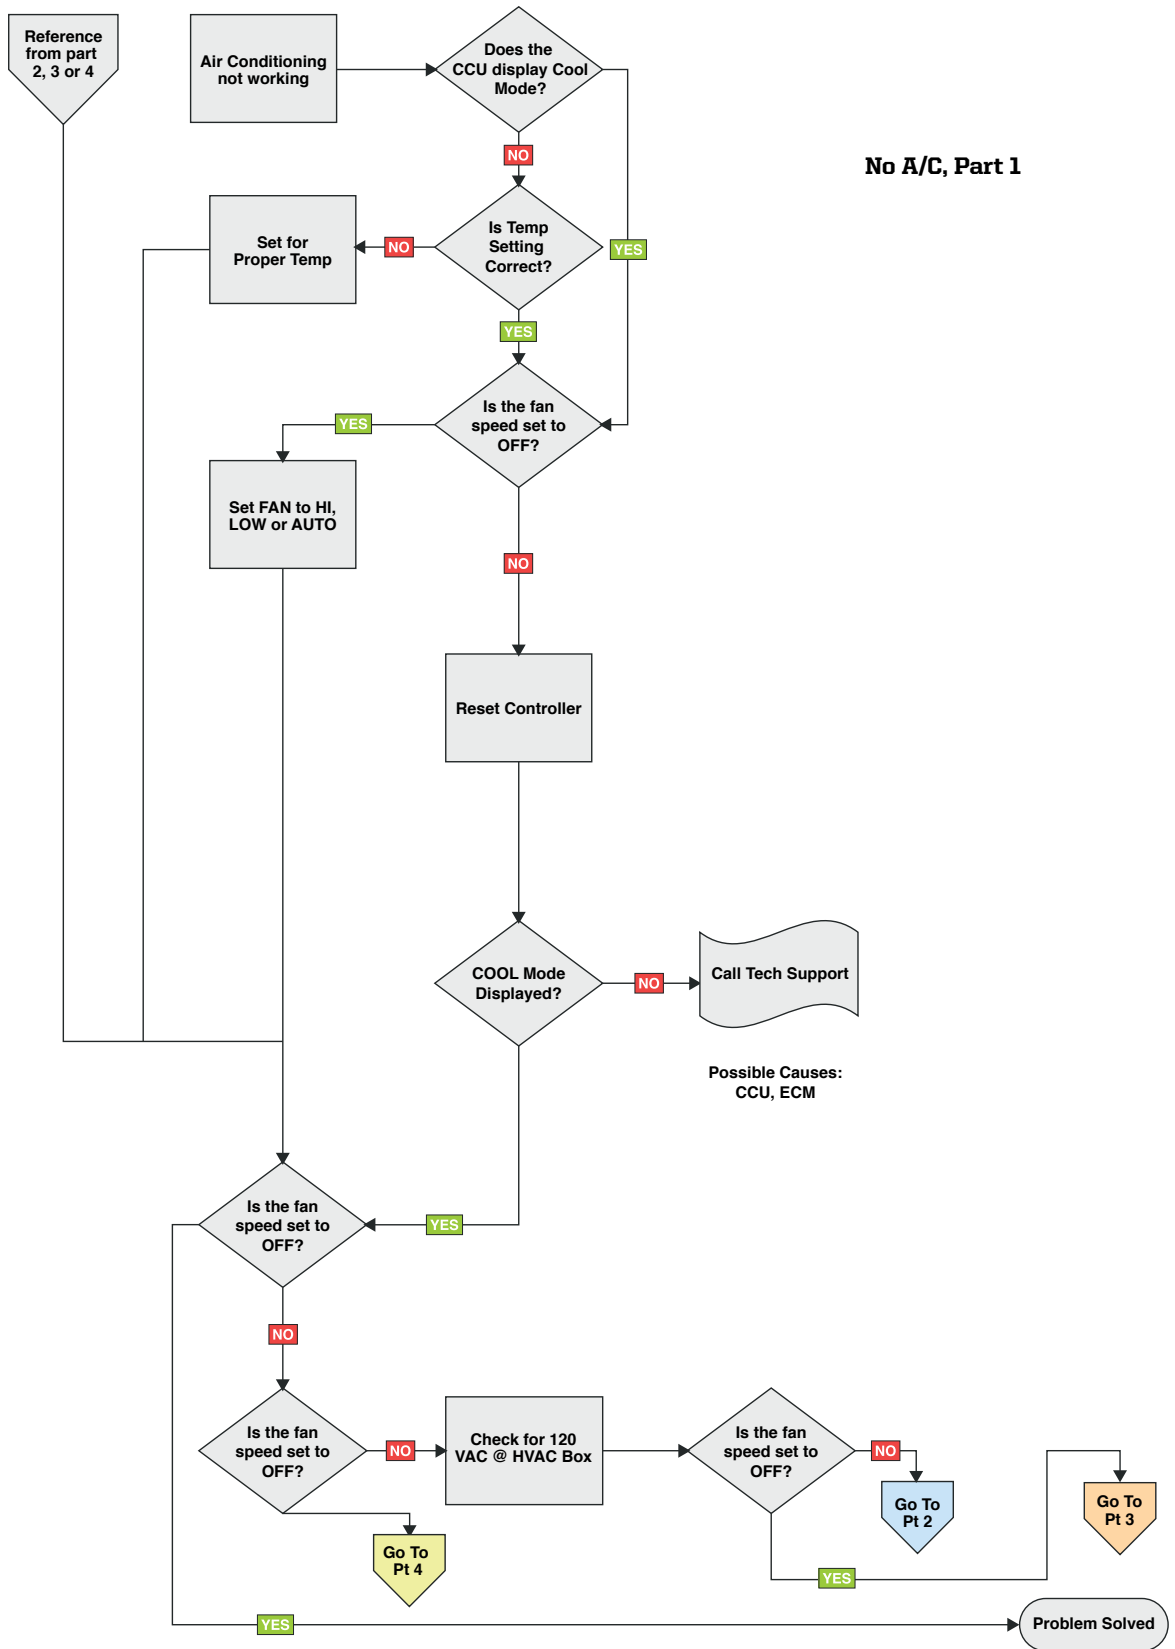 Reference
from part
2, 3 or 4
Air Conditioning
not working
Does the
CCU display Cool
Mode?
NO
No A/C, Part 1
Set for
Proper Temp
NO
Is Temp
Setting
Correct?
YES
YES
Is the fan
speed set to
OFF?
YES
Set FAN to HI,
LOW or AUTO
NO
Reset Controller
COOL Mode
Displayed?
NO
Call Tech Support
Possible Causes:
CCU, ECM
Is the fan
speed set to
OFF?
YES
NO
Is the fan
speed set to
OFF?
NO
Check for 120
VAC @ HVAC Box
Is the fan
speed set to
OFF?
NO
Go To
Pt 2
Go To
Pt 3
Go To
Pt 4
YES
YES
Problem Solved